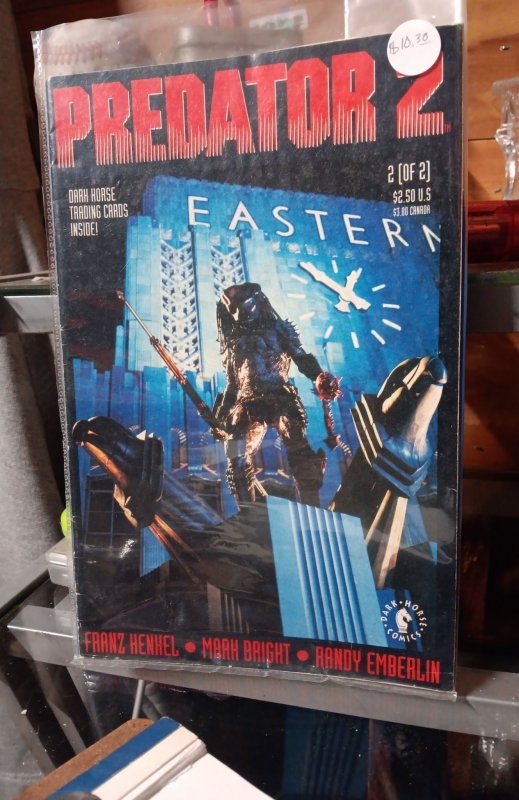 $10.30
PREDATOR 2
2 [OF 2]
$2.50 U.S
$3.00 CANADA
DARK HORSE
TRADING CARDS
INSIDE!
EASTERN
DARK • HORSE
COMICS
FRANZ HENKEL • MARK BRIGHT • RANDY EMBERLIN